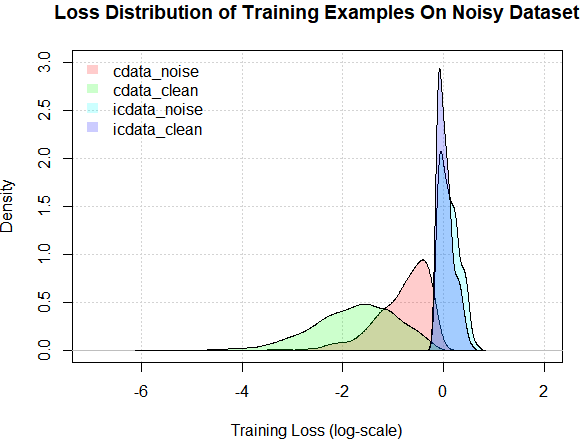 Loss Distribution of Training Examples On Noisy Dataset
3.0
2.5
2.0
1.5
1.0
0.5
0.0
Density
cdata_noise
cdata_clean
icdata_noise
icdata_clean
-6 -4 -2 0 2
Training Loss (log-scale)